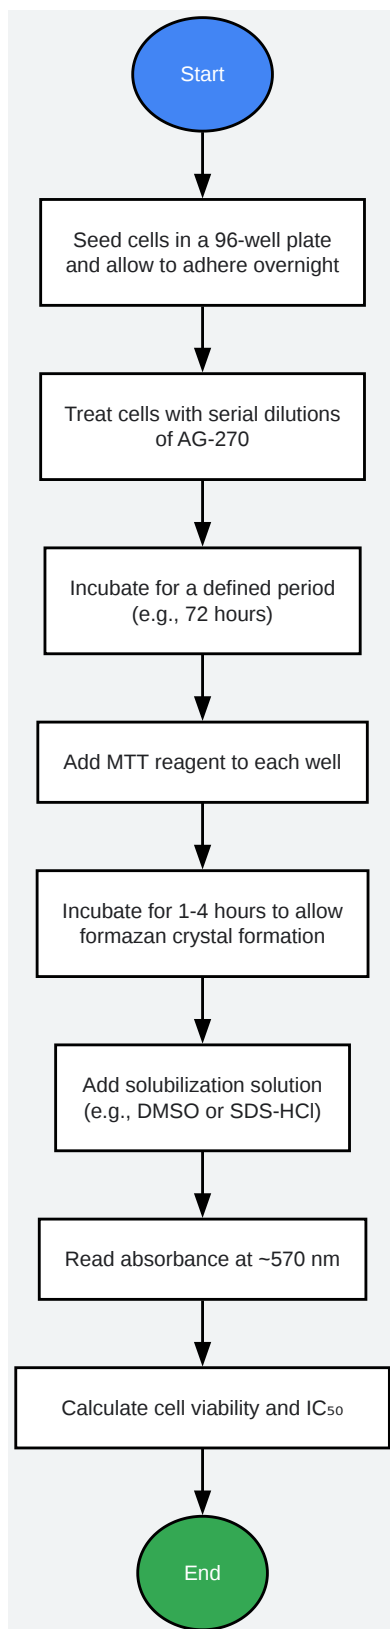 Start
Seed cells in a 96-well plate
and allow to adhere overnight
Treat cells with serial dilutions
of AG-270
Incubate for a defined period
(e.g., 72 hours)
Add MTT reagent to each well
Incubate for 1-4 hours to allow
formazan crystal formation
Add solubilization solution
(e.g., DMSO or SDS-HCl)
Read absorbance at ~570 nm
Calculate cell viability and IC₅₀
End